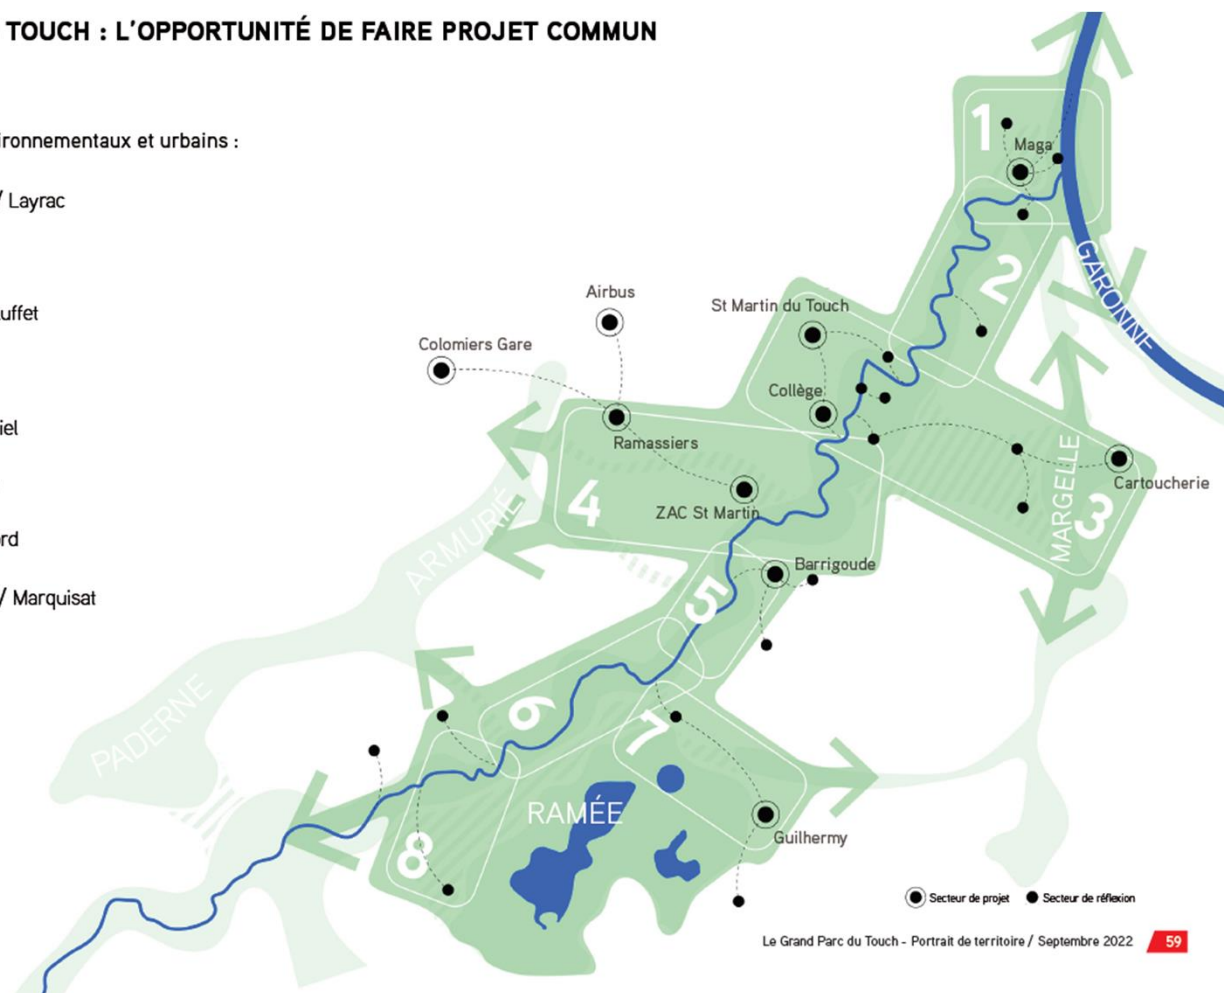 TOUCH : L'OPPORTUNITÉ DE FAIRE PROJET COMMUN
ironnementaux et urbains :
/ Layrac
uffet
iel
ard
/ Marquisat
1
Maga
2
GARONNE
Airbus
St Martin du Touch
Colomiers Gare
Collège
Ramassiers
Cartoucherie
MARGELLE
3
4
ZAC St Martin
ARMURIÉ
Barrigoude
5
PADERNE
6
7
RAMÉE
Guilhermy
8
Secteur de projet
Secteur de réflexion
Le Grand Parc du Touch - Portrait de territoire / Septembre 2022
59